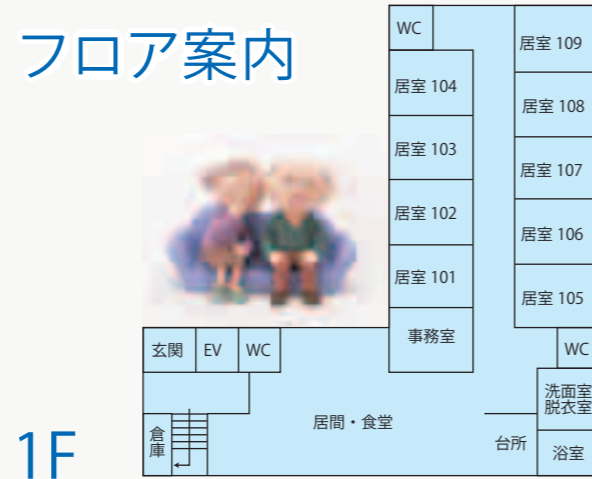 フロア案内
WC
居室 104
居室 103
居室 102
居室 101
事務室
居室 109
居室 108
居室 107
居室 106
居室 105
WC
洗面室
脱衣室
浴室
台所
玄関
EV
WC
居間・食堂
倉庫
1F